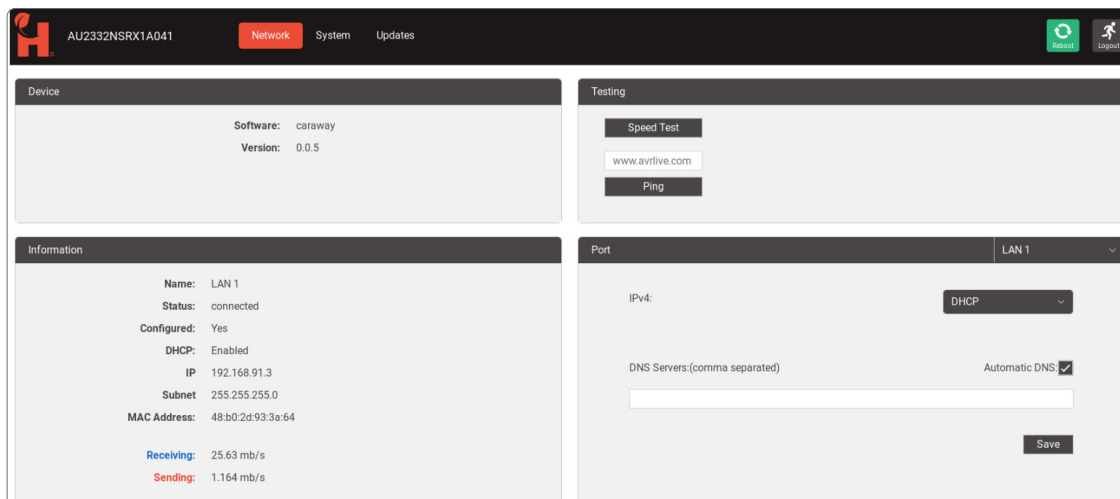 AU2332NSRX1A041 Network System Updates Reboot Logout
Device
Software: caraway
Version: 0.0.5
Testing
Speed Test
www.avrlive.com
Ping
Information
Name: LAN 1
Status: connected
Configured: Yes
DHCP: Enabled
IP 192.168.91.3
Subnet 255.255.255.0
MAC Address: 48:b0:2d:93:3a:64
Receiving: 25.63 mb/s
Sending: 1.164 mb/s
Port LAN 1
IPv4: DHCP
DNS Servers:(comma separated) Automatic DNS:
Save